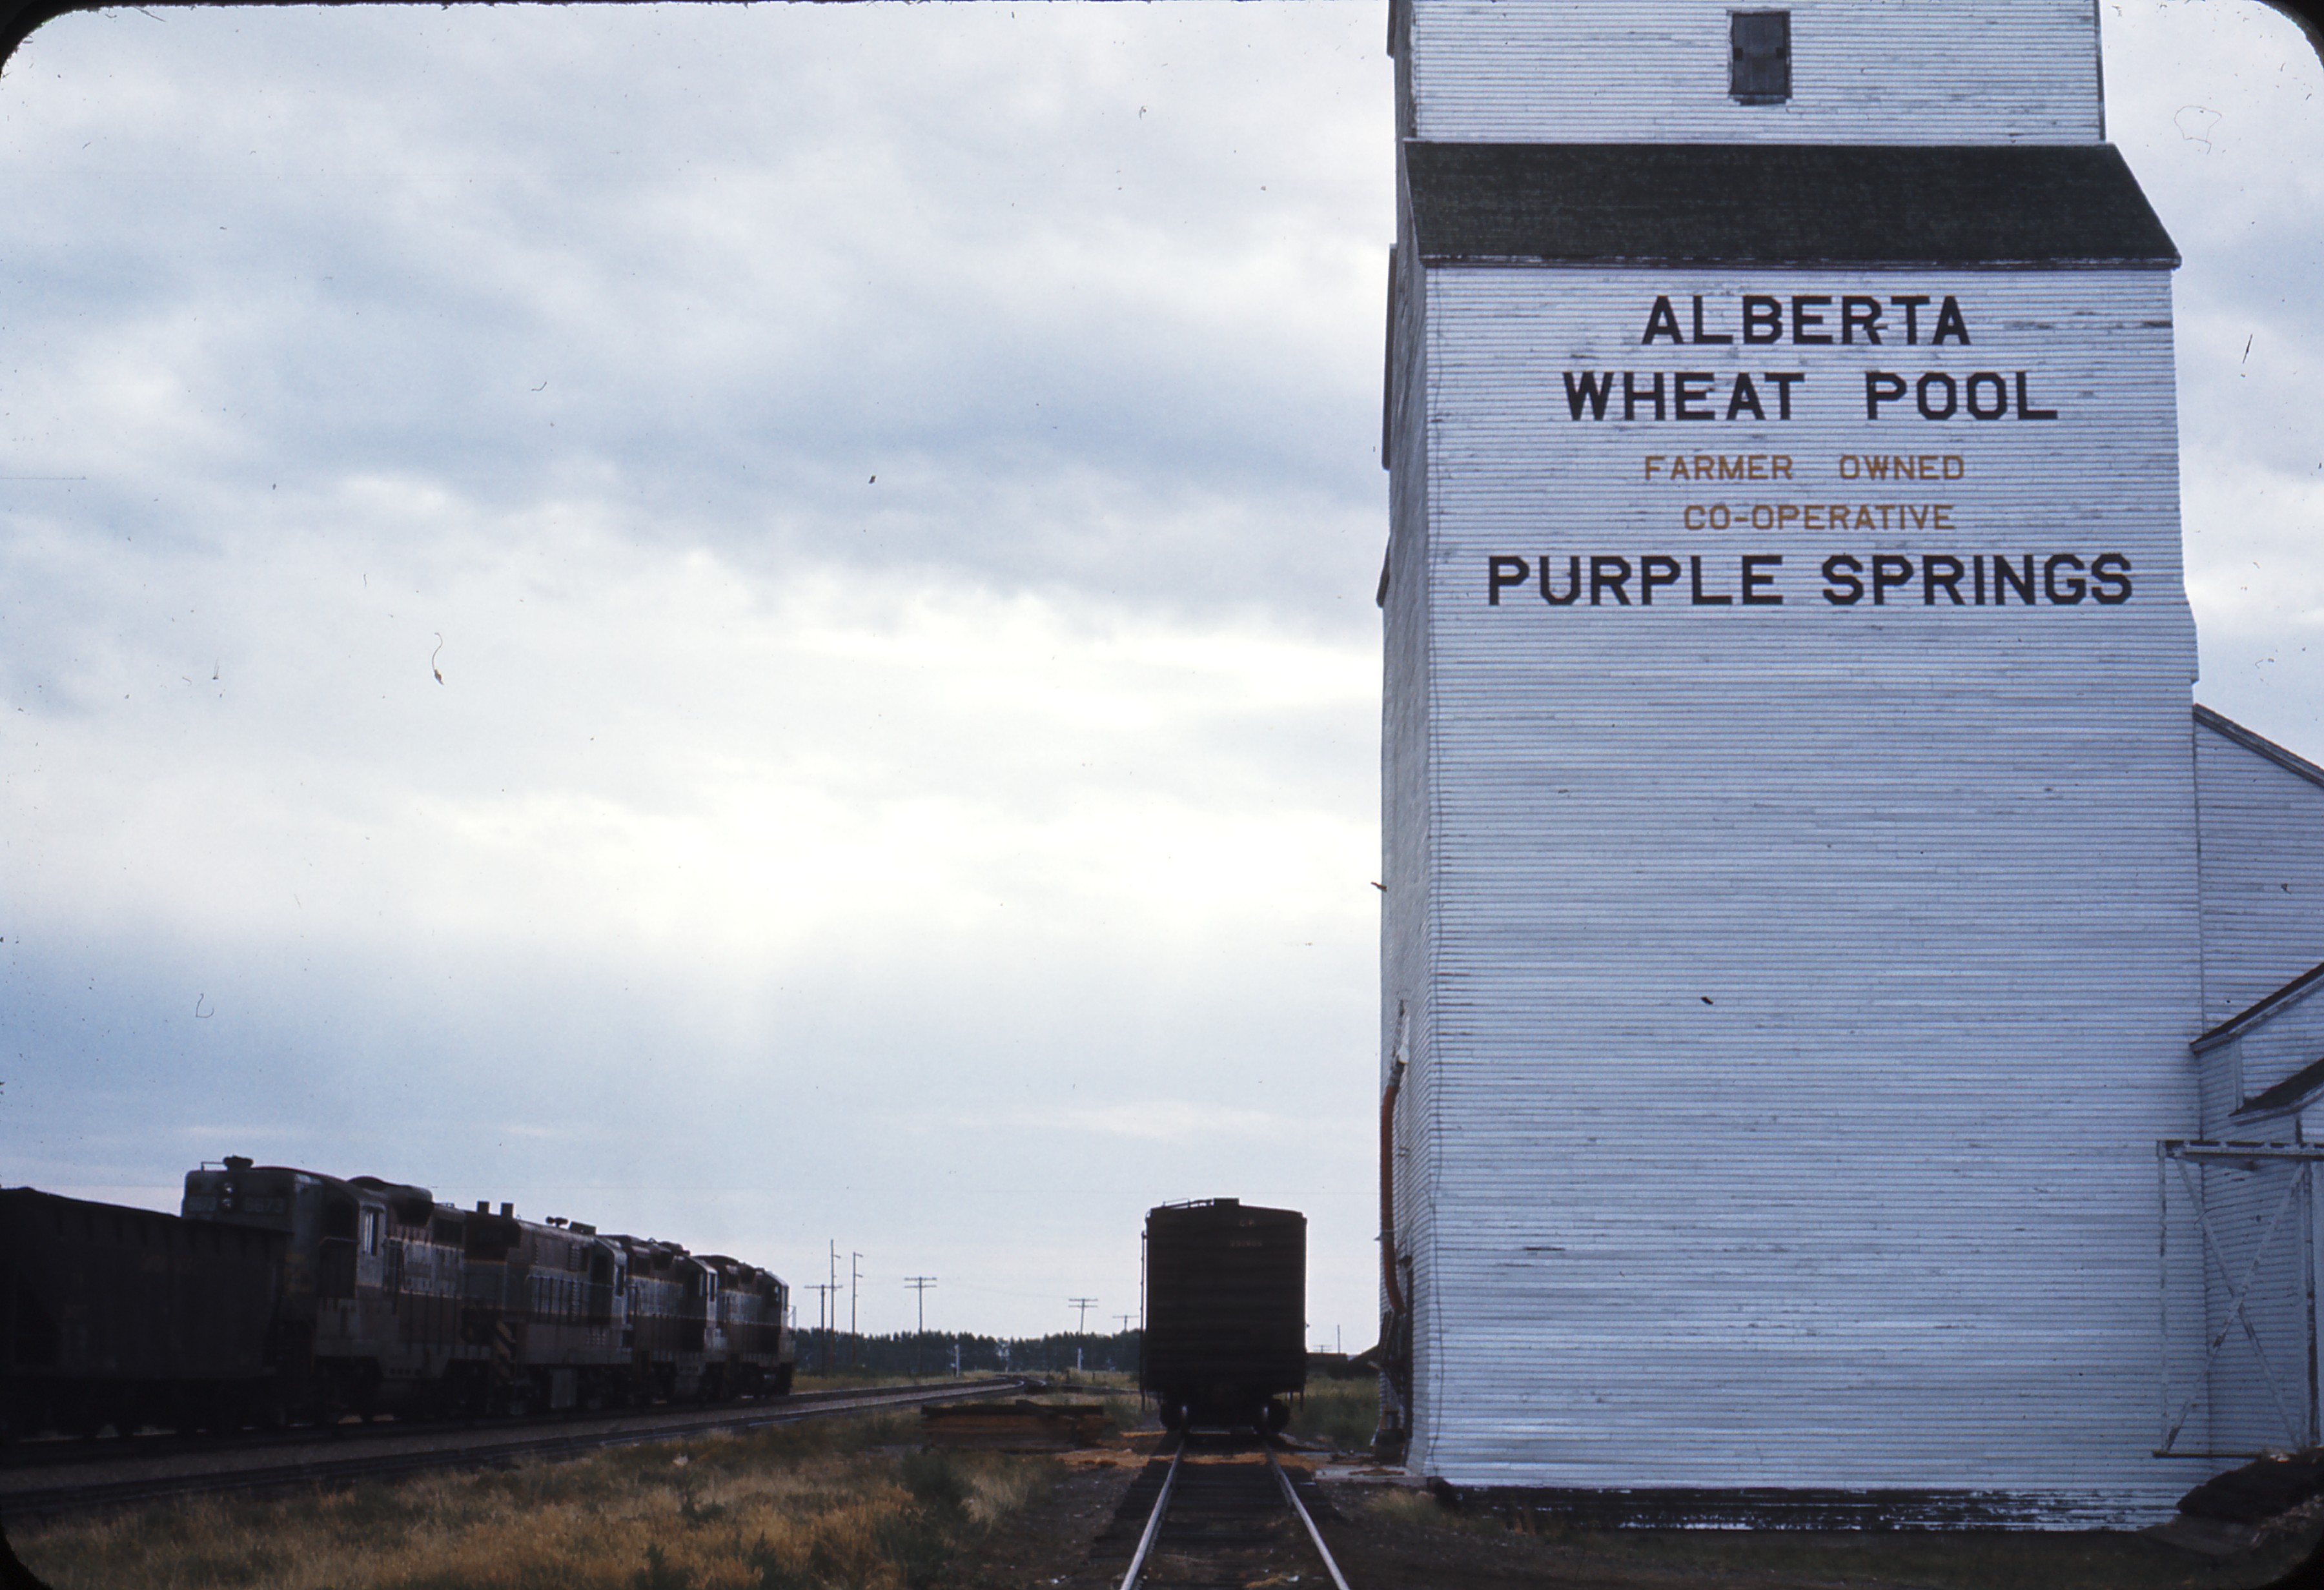 ALBERTA
WHEAT POOL
FARMER OWNED
CO-OPERATIVE
PURPLE SPRINGS